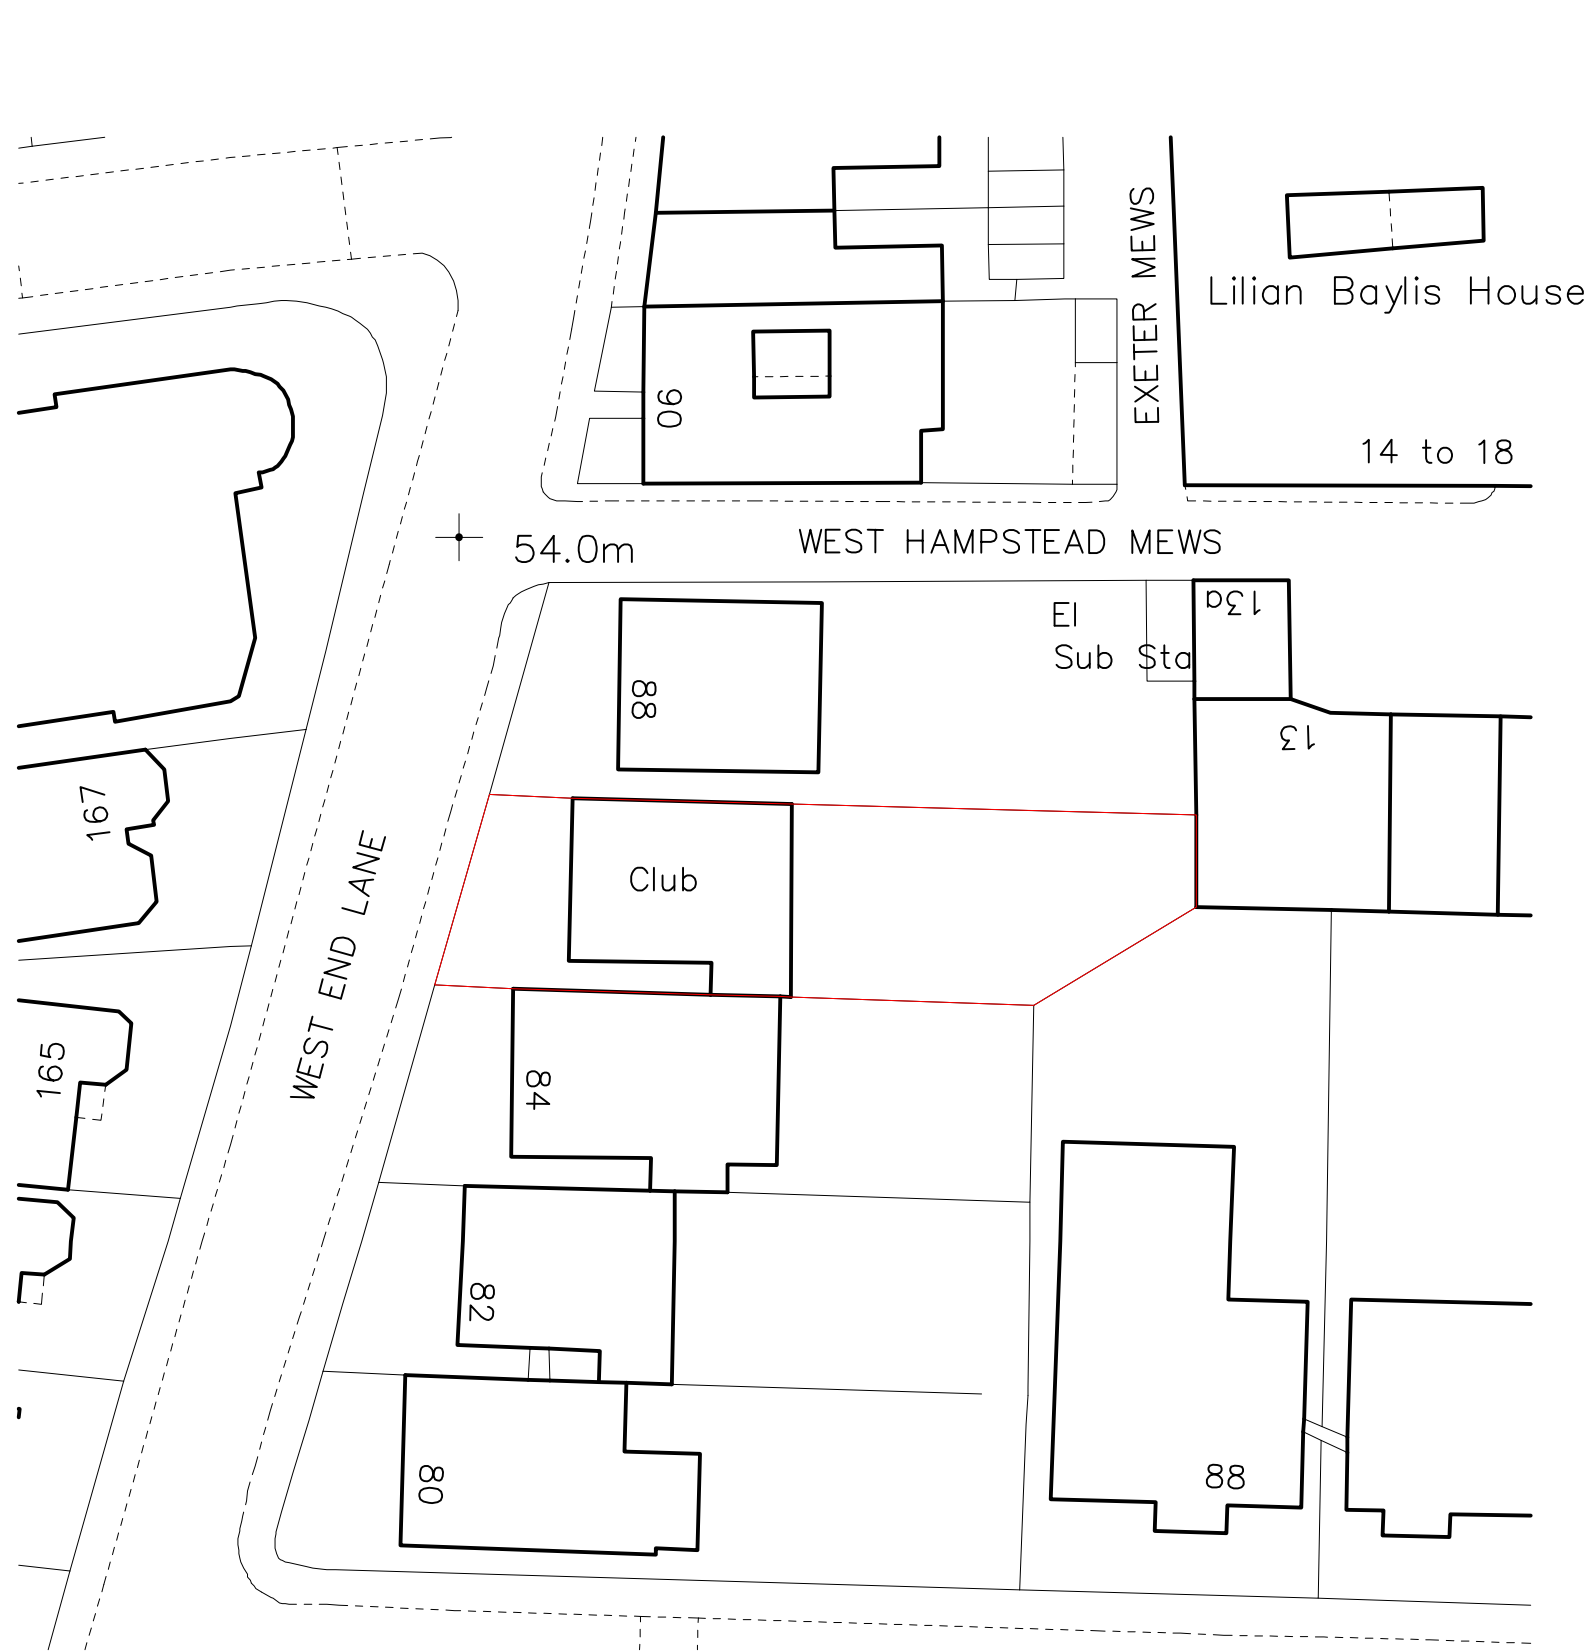 EXETER MEWS
Lilian Baylis House
90
14 to 18
54.0m
WEST HAMPSTEAD MEWS
13a
El
Sub Sta
88
13
167
Club
WEST END LANE
165
84
82
80
88